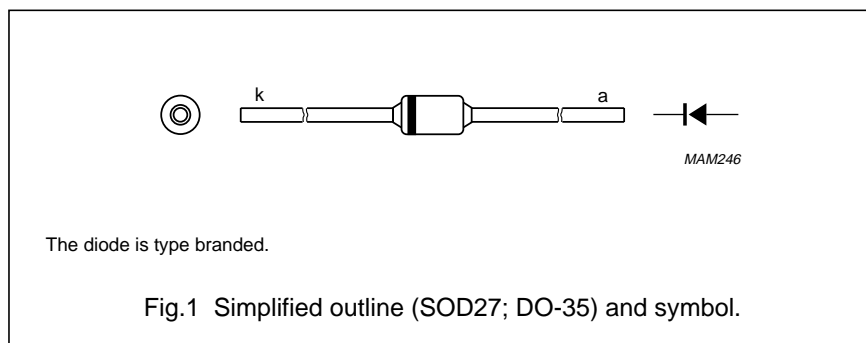 k
a
MAM246
The diode is type branded.
Fig.1 Simplified outline (SOD27; DO-35) and symbol.